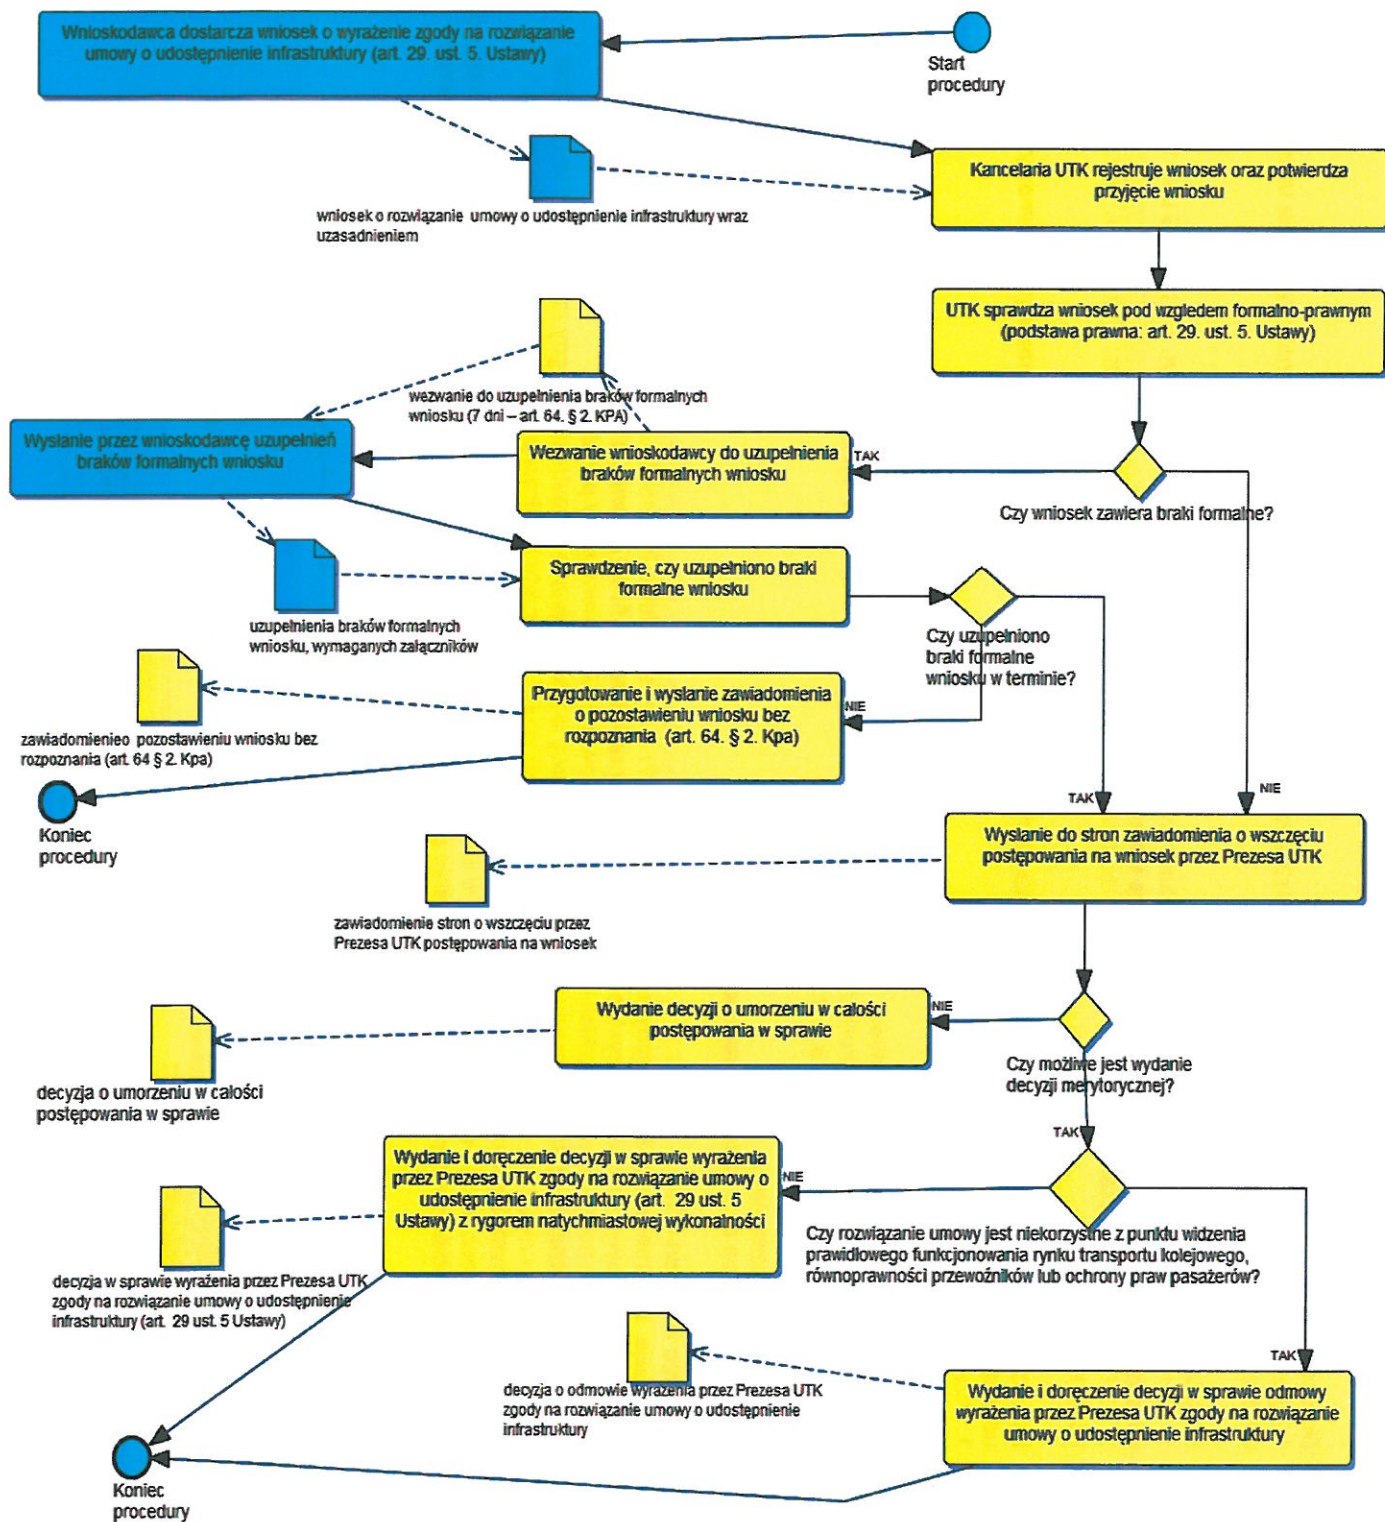 Wnioskodawca dostarcza wniosek o wyrażenie zgody na rozwiązanie
umowy o udostępnienie infrastruktury (art. 29. ust. 5. Ustawy)
Start
procedury
wniosek o rozwiązanie umowy o udostępnienie infrastruktury wraz
uzasadnieniem
Kancelaria UTK rejestruje wniosek oraz potwierdza
przyjęcie wniosku
UTK sprawdza wniosek pod wzgledem formalno-prawnym
(podstawa prawna: art. 29. ust. 5. Ustawy)
wezwanie do uzupełnienia braków formalnych
wniosku (7 dni – art. 64. § 2. KPA)
Wysłanie przez wnioskodawcę uzupełnień
braków formalnych wniosku
Wezwanie wnioskodawcy do uzupełnienia
braków formalnych wniosku
TAK
Czy wniosek zawiera braki formalne?
Sprawdzenie, czy uzupełniono braki
formalne wniosku
uzupełnienia braków formalnych
wniosku, wymaganych załączników
Czy uzupełniono
braki formalne
wniosku w terminie?
Przygotowanie i wysłanie zawiadomienia
o pozostawieniu wniosku bez
rozpoznania (art. 64. § 2. Kpa)
NIE
zawiadomienieo pozostawieniu wniosku bez
rozpoznania (art. 64 § 2. Kpa)
Koniec
procedury
TAK
NIE
Wysłanie do stron zawiadomienia o wszczęciu
postępowania na wniosek przez Prezesa UTK
zawiadomienie stron o wszczęciu przez
Prezesa UTK postępowania na wniosek
Wydanie decyzji o umorzeniu w całości
postępowania w sprawie
NIE
Czy możliwe jest wydanie
decyzji merytorycznej?
decyzja o umorzeniu w całości
postępowania w sprawie
TAK
Wydanie i doręczenie decyzji w sprawie wyrażenia
przez Prezesa UTK zgody na rozwiązanie umowy o
udostępnienie infrastruktury (art. 29 ust. 5
Ustawy) z rygorem natychmiastowej wykonalności
NIE
Czy rozwiązanie umowy jest niekorzystne z punktu widzenia
prawidłowego funkcjonowania rynku transportu kolejowego,
równoprawności przewoźników lub ochrony praw pasażerów?
decyzja w sprawie wyrażenia przez Prezesa UTK
zgody na rozwiązanie umowy o udostępnienie
infrastruktury (art. 29 ust. 5 Ustawy)
TAK
decyzja o odmowie wyrażenia przez Prezesa UTK
zgody na rozwiązanie umowy o udostępnienie
infrastruktury
Wydanie i doręczenie decyzji w sprawie odmowy
wyrażenia przez Prezesa UTK zgody na rozwiązanie
umowy o udostępnienie infrastruktury
Koniec
procedury